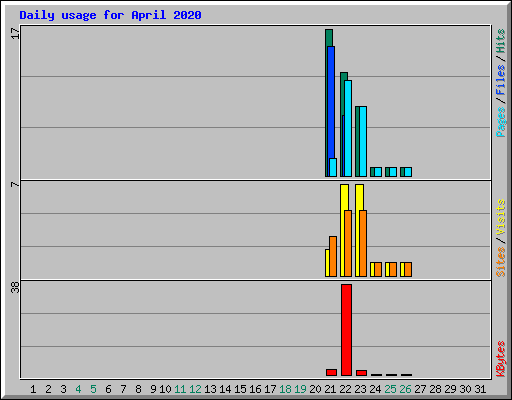 Daily usage for April 2020
17
Pages / Files / Hits
7
Sites / Visits
38
KBytes
1 2 3 4 5 6 7 8 9 10 11 12 13 14 15 16 17 18 19 20 21 22 23 24 25 26 27 28 29 30 31